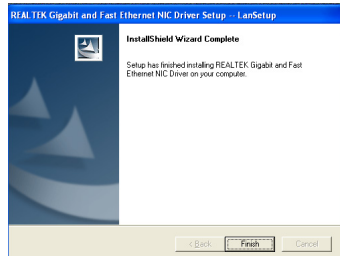 REALTEK Gigabit and Fast Ethernet NIC Driver Setup -- LanSetup
InstallShield Wizard Complete
Setup has finished installing REALTEK Gigabit and Fast
Ethernet NIC Driver on your computer.
< Back Finish Cancel